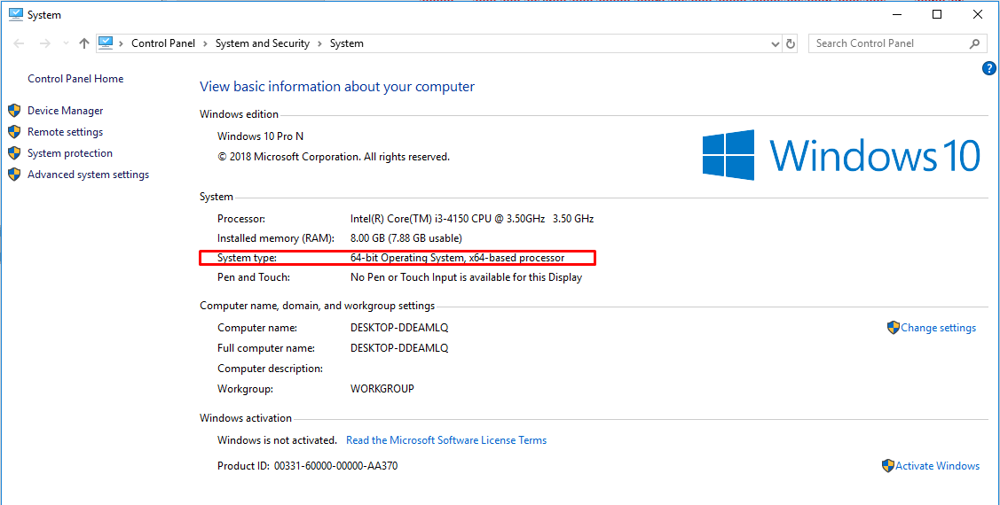 System
Control Panel > System and Security > System
Search Control Panel
?
Control Panel Home
Device Manager
Remote settings
System protection
Advanced system settings
View basic information about your computer
Windows edition
Windows 10 Pro N
© 2018 Microsoft Corporation. All rights reserved.
Windows 10
System
Processor: Intel(R) Core(TM) i3-4150 CPU @ 3.50GHz 3.50 GHz
Installed memory (RAM): 8.00 GB (7.88 GB usable)
System type: 64-bit Operating System, x64-based processor
Pen and Touch: No Pen or Touch Input is available for this Display
Computer name, domain, and workgroup settings
Computer name: DESKTOP-DDEAMLQ
Change settings
Full computer name: DESKTOP-DDEAMLQ
Computer description:
Workgroup: WORKGROUP
Windows activation
Windows is not activated. Read the Microsoft Software License Terms
Product ID: 00331-60000-00000-AA370
Activate Windows